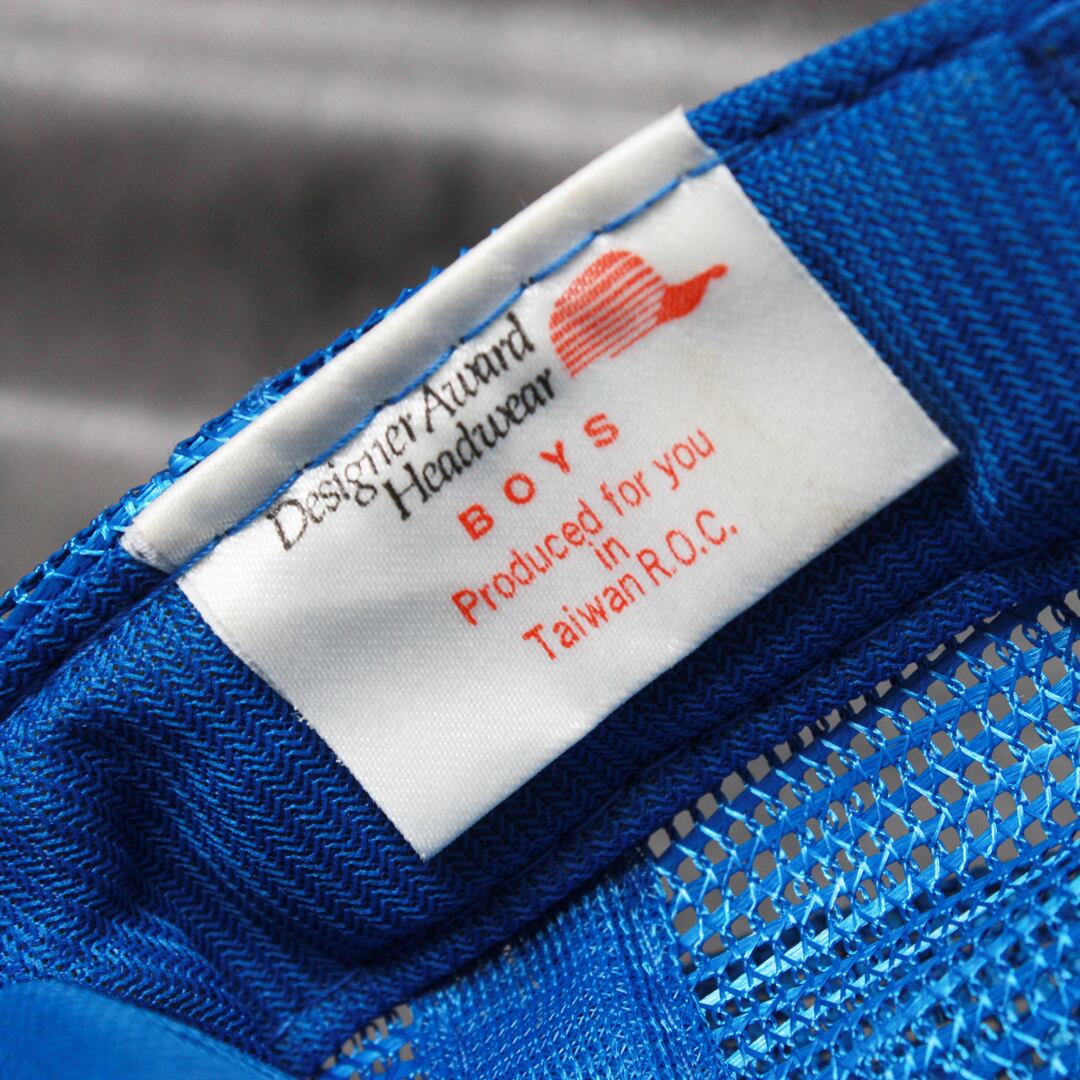 Designer Award
Headwear
BOYS
Produced for you
in
Taiwan R.O.C.